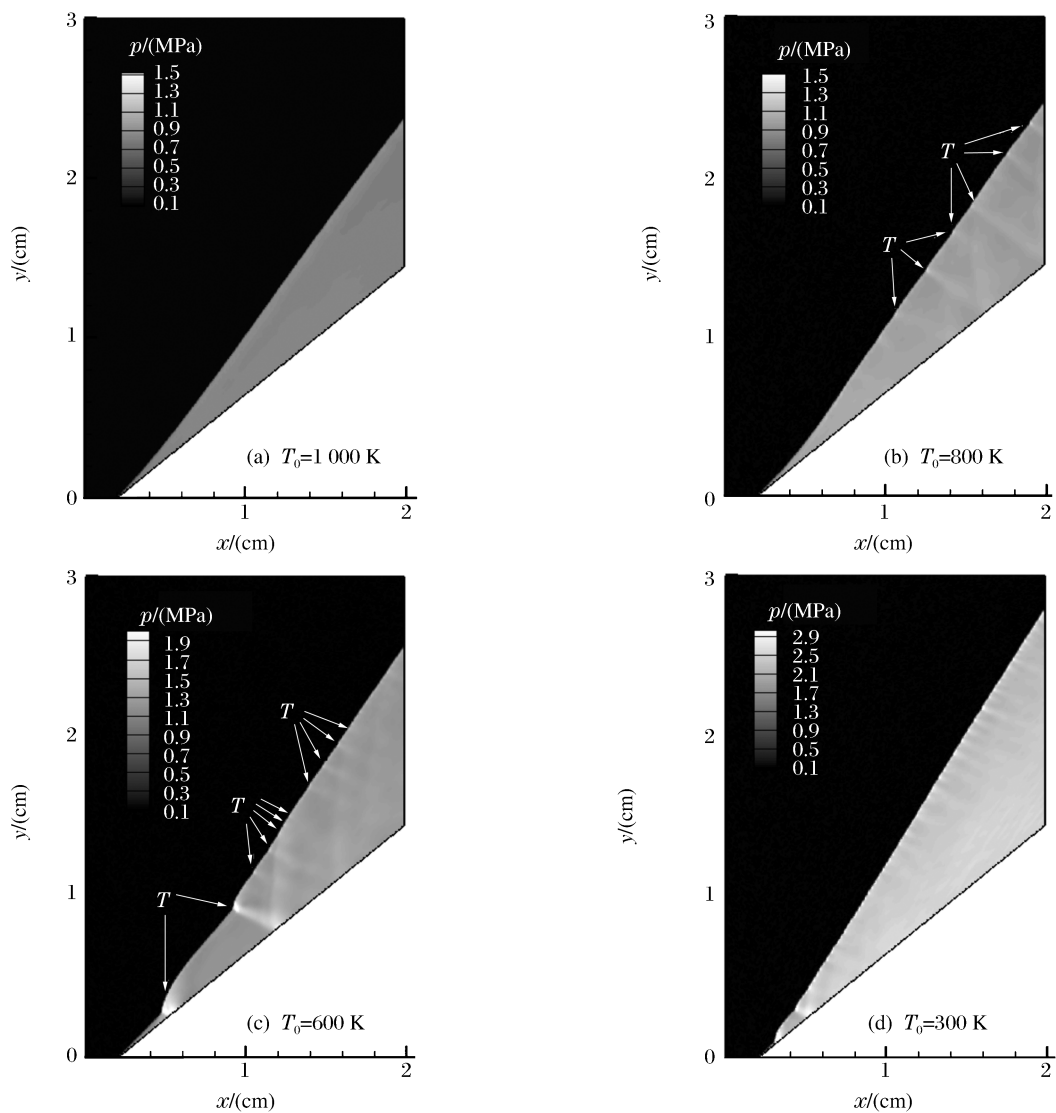 3
p/(MPa)
1.5
1.3
1.1
0.9
0.7
0.5
0.3
0.1
2
y/(cm)
1
(a) T₀=1 000 K
0
1
2
x/(cm)
3
p/(MPa)
1.5
1.3
1.1
0.9
0.7
0.5
0.3
0.1
T
2
T
y/(cm)
1
(b) T₀=800 K
0
1
2
x/(cm)
3
p/(MPa)
1.9
1.7
1.5
1.3
1.1
0.9
0.7
0.5
0.3
0.1
T
2
T
y/(cm)
1
T
(c) T₀=600 K
0
1
2
x/(cm)
3
p/(MPa)
2.9
2.5
2.1
1.7
1.3
0.9
0.5
0.1
2
y/(cm)
1
(d) T₀=300 K
0
1
2
x/(cm)